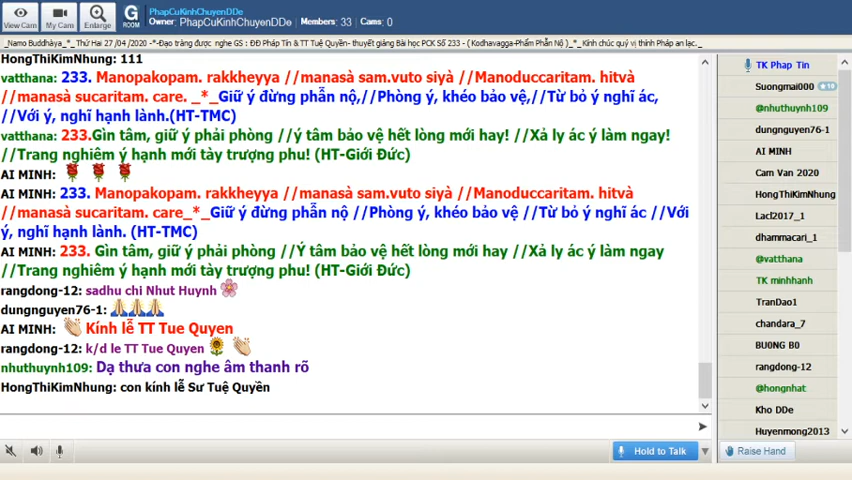 PhapCuKinhChuyenDDe
Owner: PhapCuKinhChuyenDDe Members: 33 Cams: 0
View Cam
My Cam
Enlarge
G
ROOM
_Namo Buddhàya_*_ Thứ Hai 27 /04 /2020 -*-Đạo tràng được nghe GS : ĐĐ Pháp Tín & TT Tuệ Quyền- thuyết giảng Bài học PCK Số 233 - ( Kodhavagga-Phẩm Phẫn Nộ )_*_ Kính chúc quý vị thính Pháp an lạc._
HongThiKimNhung: 111
vatthana: 233. Manopakopam. rakkheyya //manasà sam.vuto siyà //Manoduccaritam. hitvà
//manasà sucaritam. care. _*_Giữ ý đừng phẫn nộ,//Phòng ý, khéo bảo vệ,//Từ bỏ ý nghĩ ác,
//Với ý, nghĩ hạnh lành.(HT-TMC)
vatthana: 233.Gìn tâm, giữ ý phải phòng //ý tâm bảo vệ hết lòng mới hay! //Xả ly ác ý làm ngay!
//Trang nghiêm ý hạnh mới tày trượng phu! (HT-Giới Đức)
AI MINH:
AI MINH: 233. Manopakopam. rakkheyya //manasà sam.vuto siyà //Manoduccaritam. hitvà
//manasà sucaritam. care_*_Giữ ý đừng phẫn nộ //Phòng ý, khéo bảo vệ //Từ bỏ ý nghĩ ác //Với
ý, nghĩ hạnh lành. (HT-TMC)
AI MINH: 233. Gìn tâm, giữ ý phải phòng //Ý tâm bảo vệ hết lòng mới hay //Xả ly ác ý làm ngay
//Trang nghiêm ý hạnh mới tày trượng phu! (HT-Giới Đức)
rangdong-12: sadhu chi Nhut Huynh
dungnguyen76-1:
AI MINH: Kính lễ TT Tue Quyen
rangdong-12: k/d le TT Tue Quyen
nhuthuynh109: Dạ thưa con nghe âm thanh rõ
HongThiKimNhung: con kính lễ Sư Tuệ Quyền
Hold to Talk
TK Phap Tin
Suongmai000 10
@nhuthuynh109
dungnguyen76-1
AI MINH
Cam Van 2020
HongThiKimNhung
Lacl2017_1
dhammacari_1
@vatthana
TK minhhanh
TranDao1
chandara_7
BUONG B0
rangdong-12
@hongnhat
Kho DDe
Huyenmong2013
Raise Hand